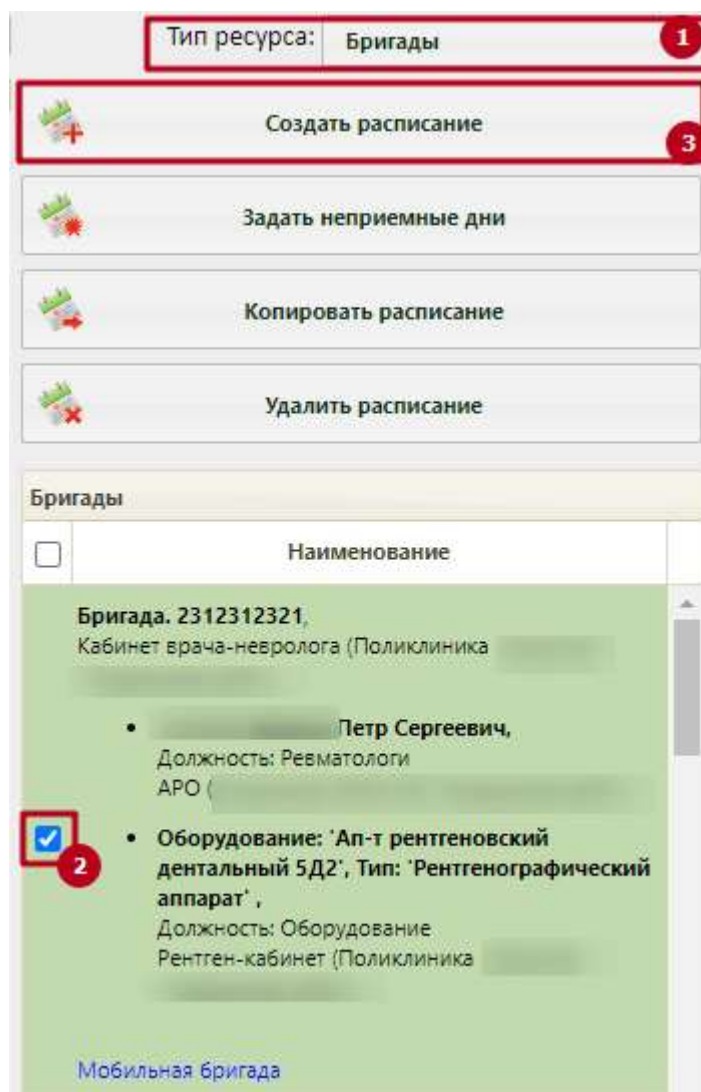 Тип ресурса: Бригады 1
Создать расписание
3
Задать неприемные дни
Копировать расписание
Удалить расписание
Бригады
Наименование
Бригада. 2312312321,
Кабинет врача-невролога (Поликлиника
• Петр Сергеевич,
Должность: Ревматологи
АРО (
• Оборудование: 'Ап-т рентгеновский
2
дентальный 5Д2', Тип: 'Рентгенографический
аппарат' ,
Должность: Оборудование
Рентген-кабинет (Поликлиника
Мобильная бригада